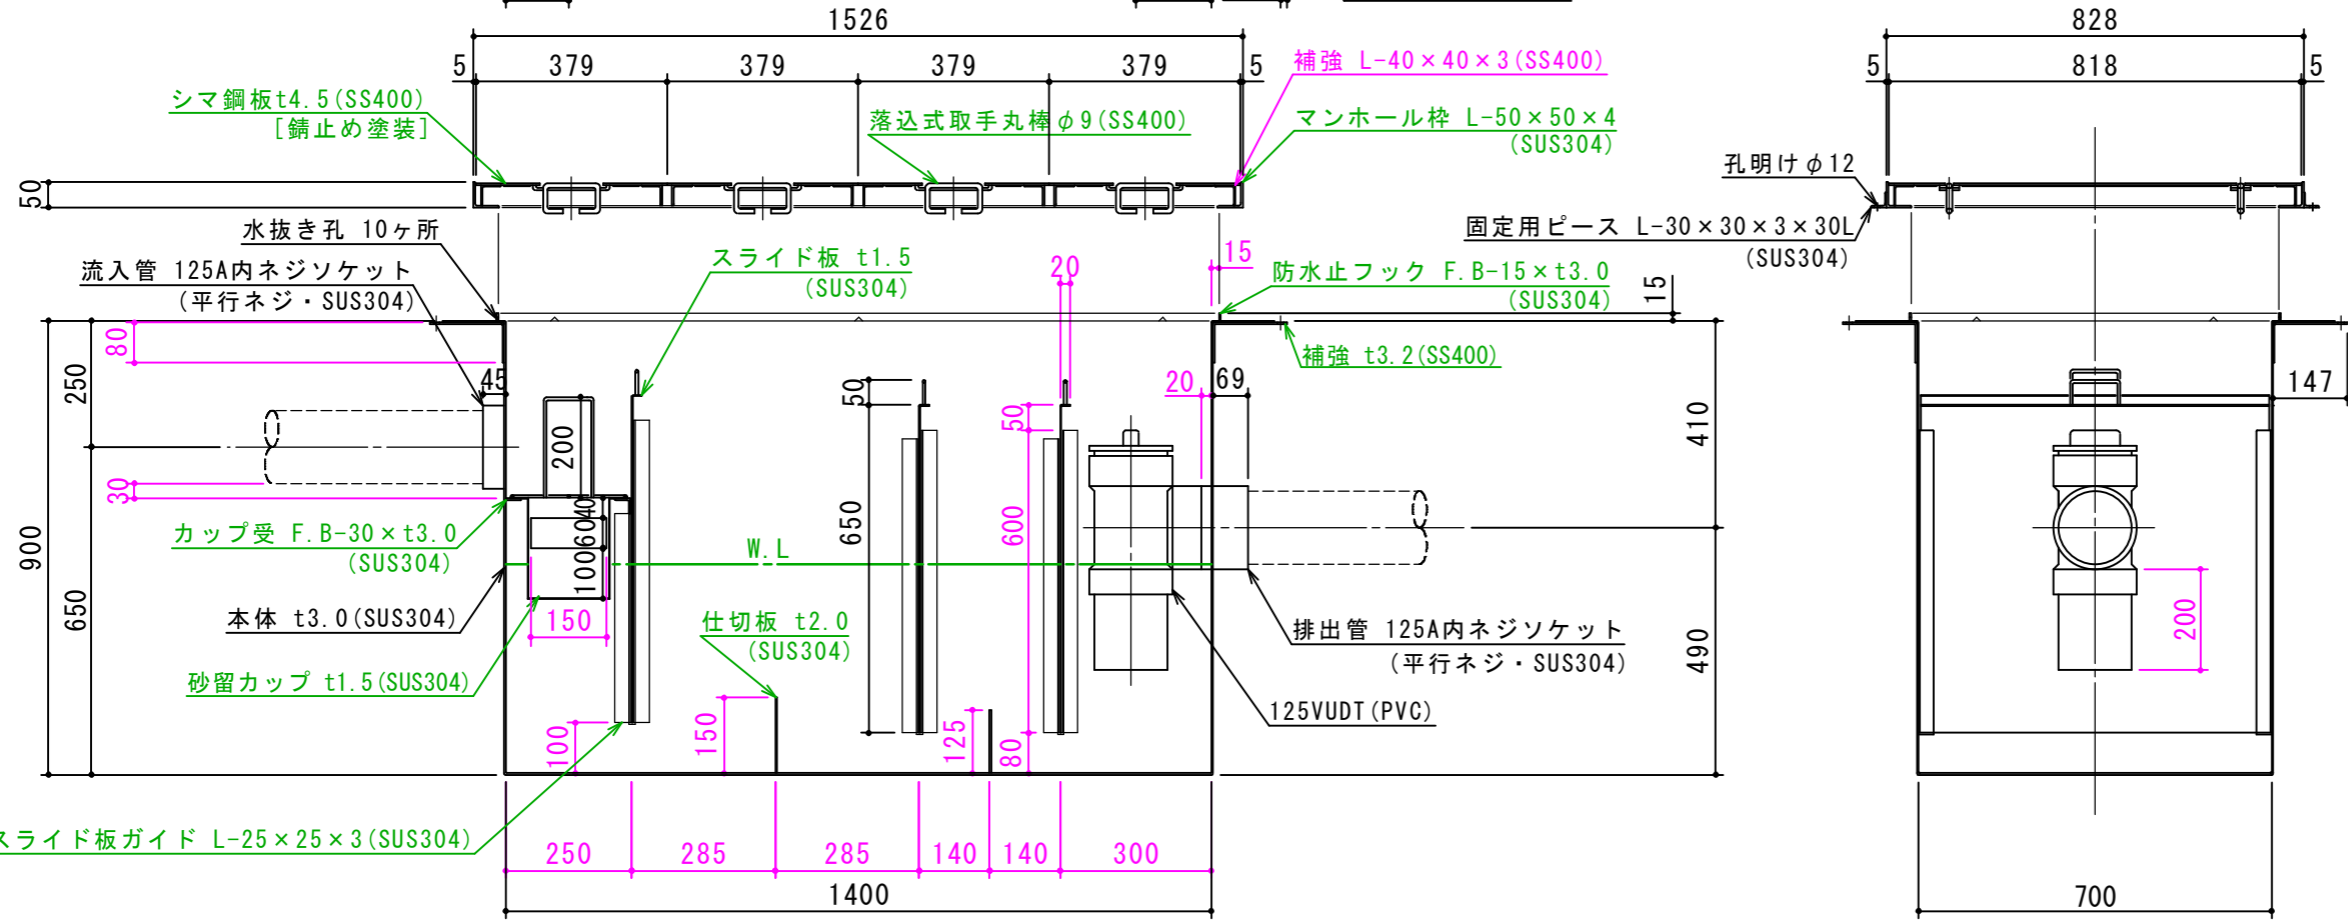 1526
828
5 379 379 379 379 5
5 818 5
補強 L-40×40×3(SS400)
シマ鋼板t4.5(SS400)
[錆止め塗装]
落込式取手丸棒φ9(SS400)
マンホール枠 L-50×50×4
(SUS304)
孔明けφ12
50
固定用ピース L-30×30×3×30L
(SUS304)
水抜き孔 10ヶ所
流入管 125A内ネジソケット
(平行ネジ・SUS304)
スライド板 t1.5
(SUS304)
20
15
防水止フック F.B-15×t3.0
(SUS304)
15
補強 t3.2(SS400)
80
250
45
50
50
20
69
410
147
200
30
40
60
100
650
600
900
650
カップ受 F.B-30×t3.0
(SUS304)
W.L
本体 t3.0(SUS304)
150
仕切板 t2.0
(SUS304)
排出管 125A内ネジソケット
(平行ネジ・SUS304)
490
200
砂留カップ t1.5(SUS304)
125VUDT(PVC)
100
150
125
80
スライド板ガイド L-25×25×3(SUS304)
250 285 285 140 140 300
1400
700